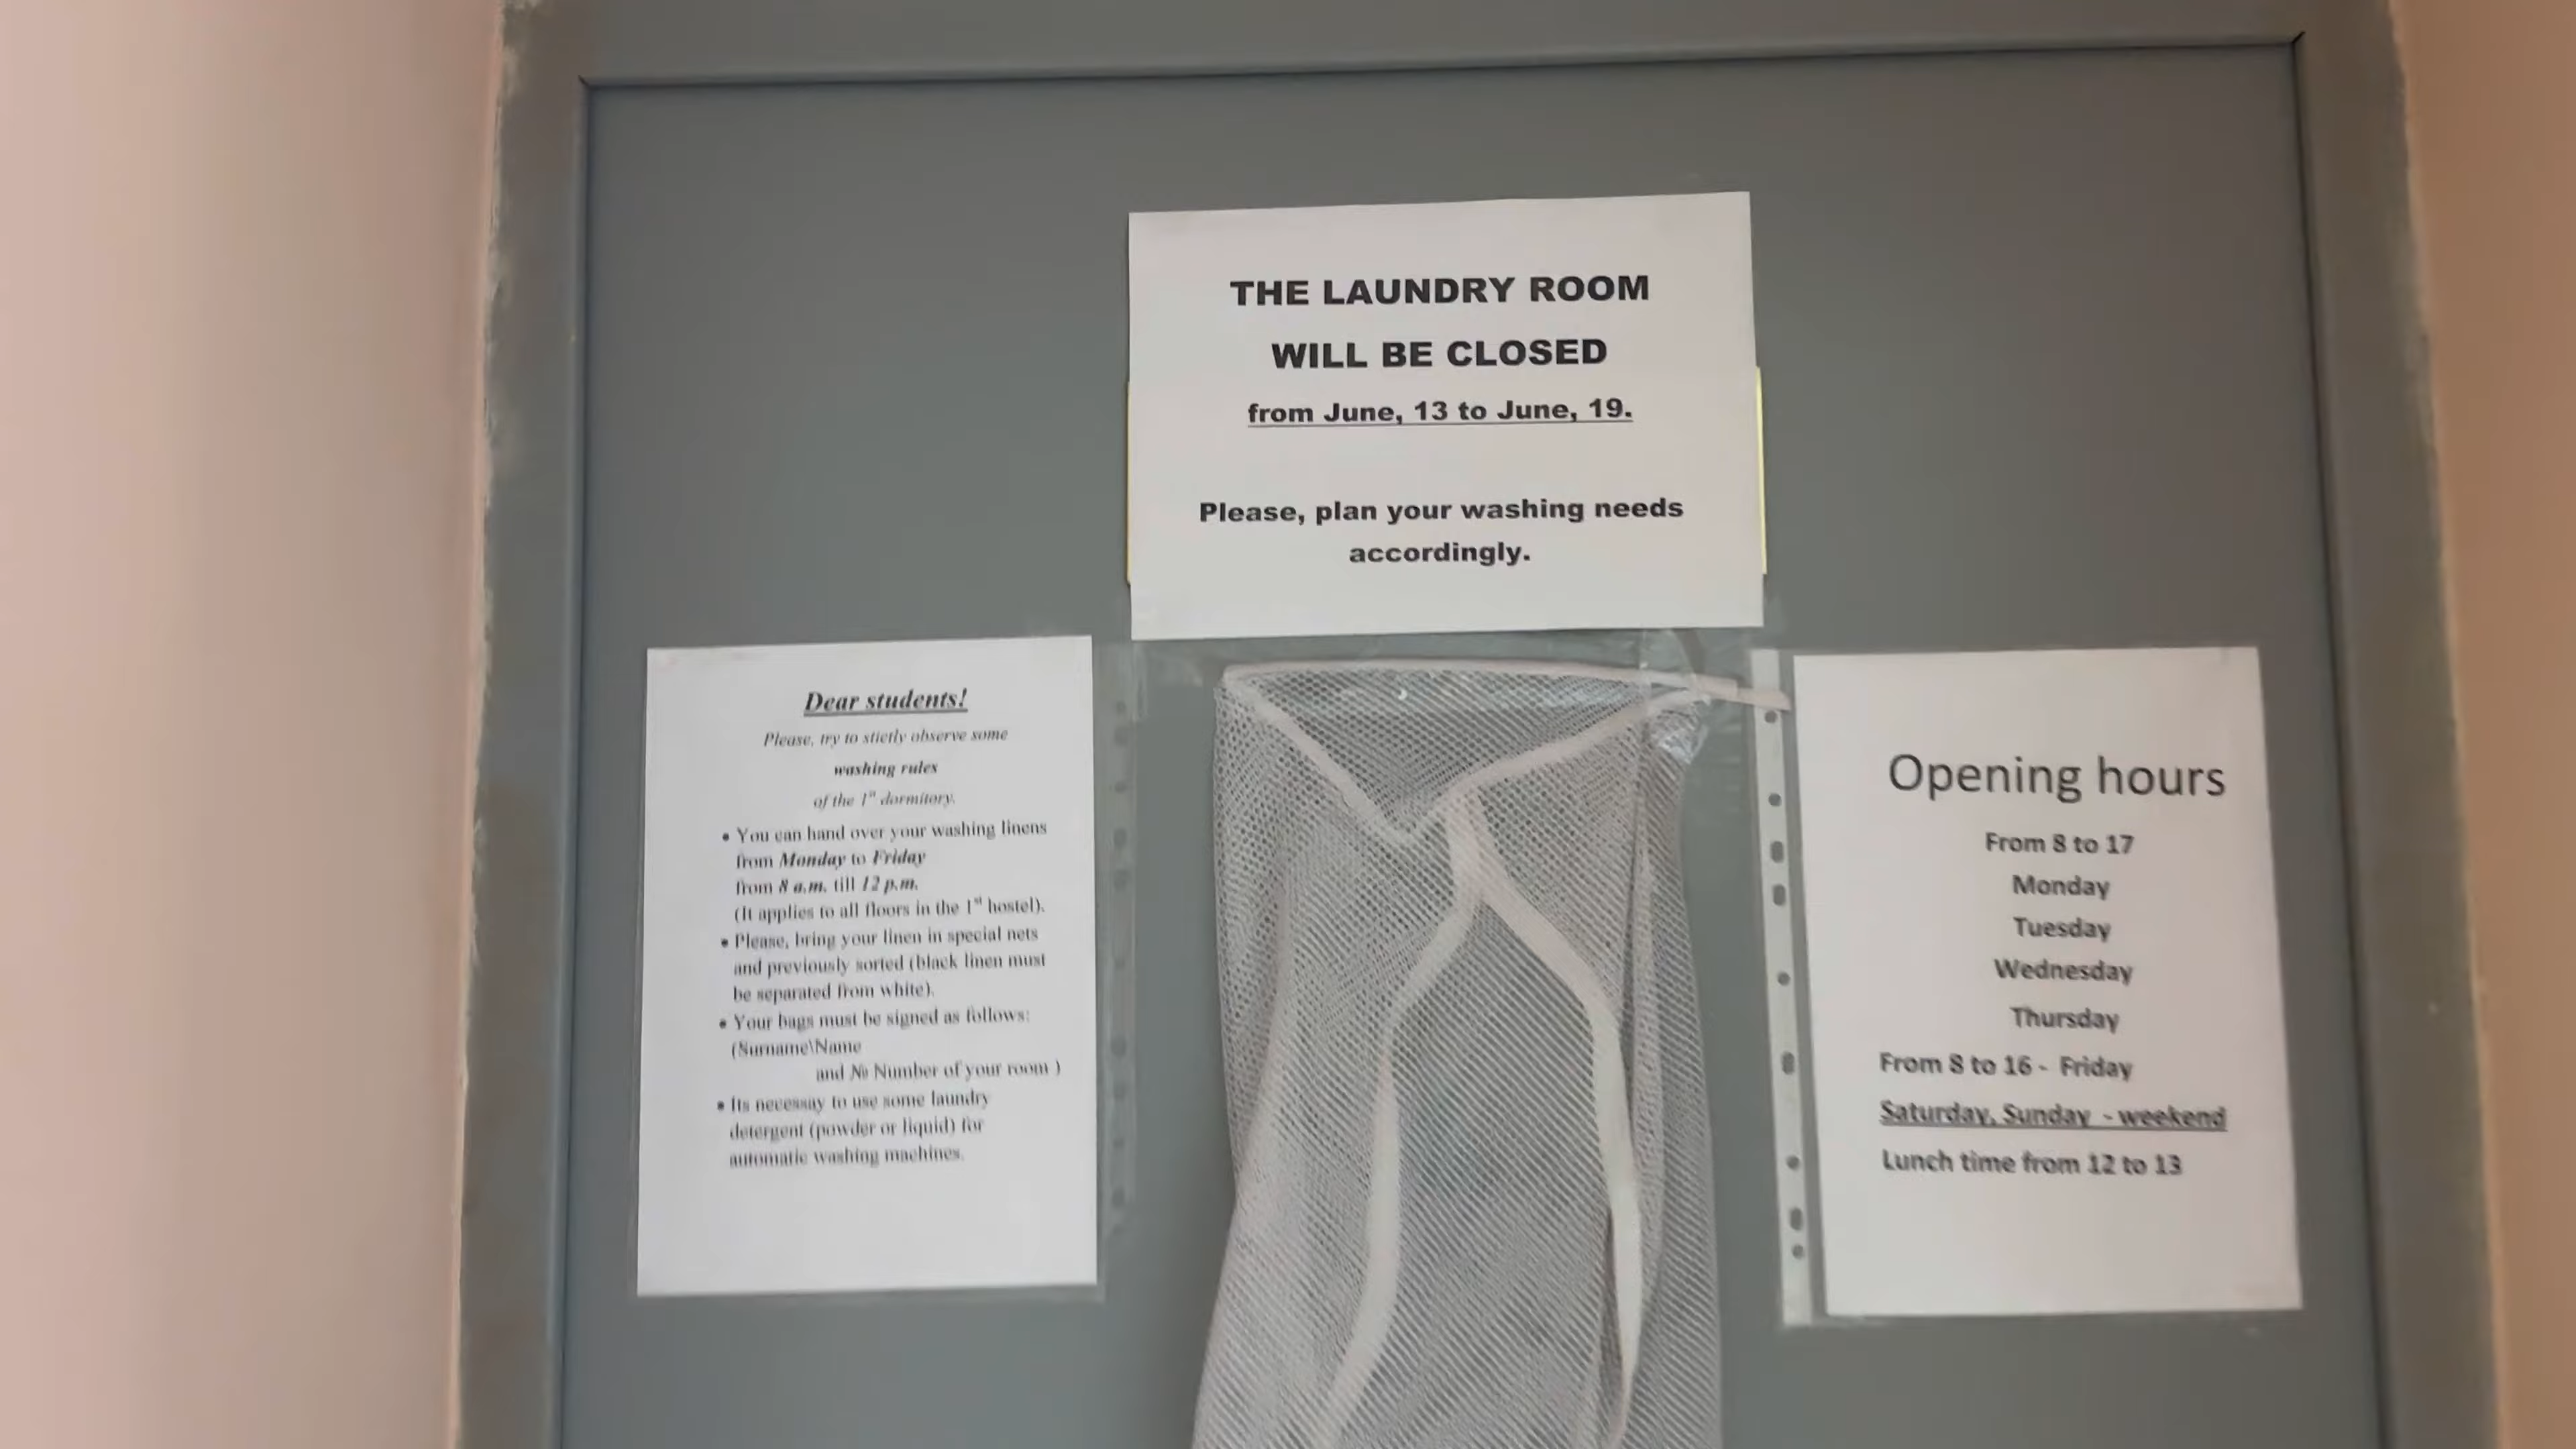 THE LAUNDRY ROOM
WILL BE CLOSED
from June, 13 to June, 19.
Please, plan your washing needs
accordingly.
Dear students!
Please, try to stictly observe some
washing rules
of the 1st dormitory.
• You can hand over your washing linens
from Monday to Friday
from 8 a.m. till 12 p.m.
(It applies to all floors in the 1st hostel).
• Please, bring your linen in special nets
and previously sorted (black linen must
be separated from white).
• Your bags must be signed as follows:
(Surname\Name
and № Number of your room )
• Its necessay to use some laundry
detergent (powder or liquid) for
automatic washing machines.
Opening hours
From 8 to 17
Monday
Tuesday
Wednesday
Thursday
From 8 to 16 - Friday
Saturday, Sunday - weekend
Lunch time from 12 to 13